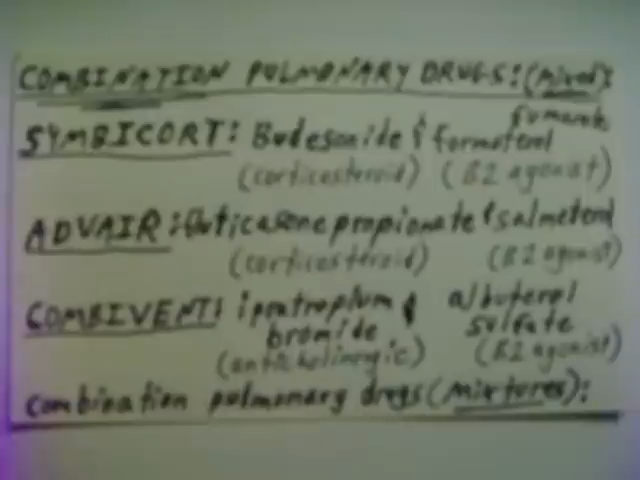 COMBINATION PULMONARY DRUGS: (Mixed):
SYMBICORT: Budesonide & formoterol fumarate
(corticosteroid) (B2 agonist)
ADVAIR: fluticasone propionate & salmeterol
(corticosteroid) (B2 agonist)
COMBIVENT: ipratropium & albuterol
bromide sulfate
(anticholinergic) (B2 agonist)
combination pulmonary drugs (mixtures):